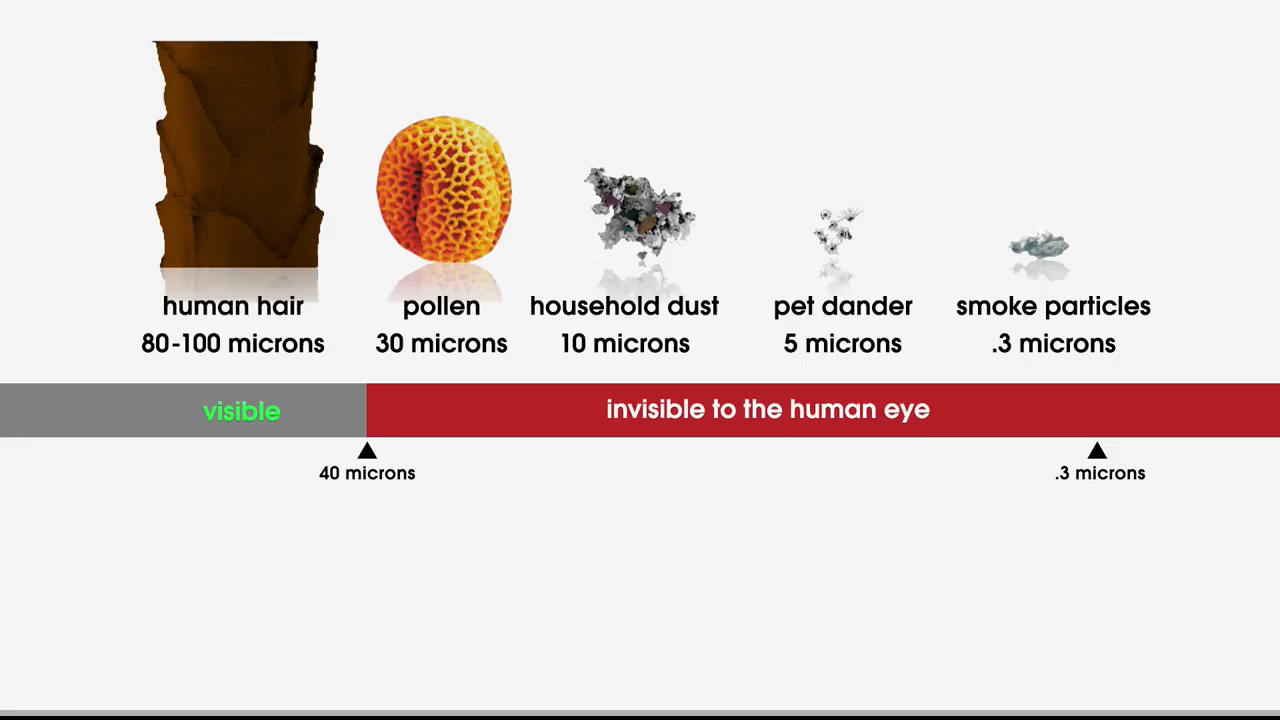 human hair
80-100 microns
pollen
30 microns
household dust
10 microns
pet dander
5 microns
smoke particles
.3 microns
visible
invisible to the human eye
40 microns
.3 microns